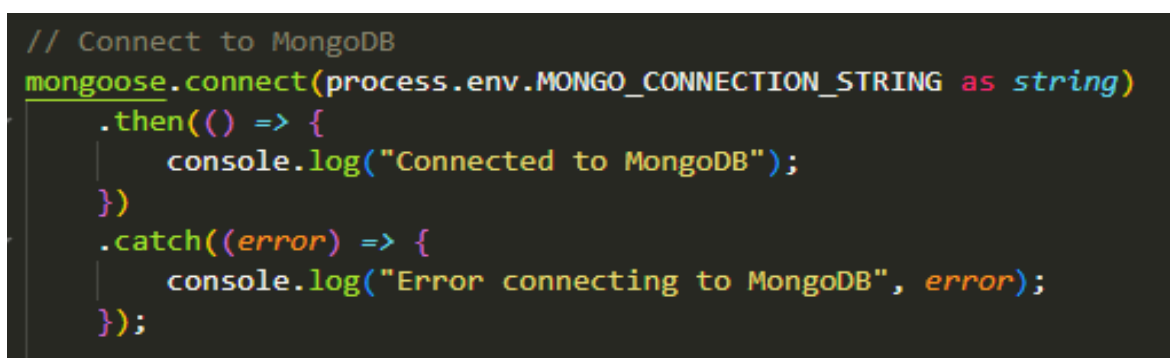 // Connect to MongoDB
mongoose.connect(process.env.MONGO_CONNECTION_STRING as string)
    .then(() => {
        console.log("Connected to MongoDB");
    })
    .catch((error) => {
        console.log("Error connecting to MongoDB", error);
    });